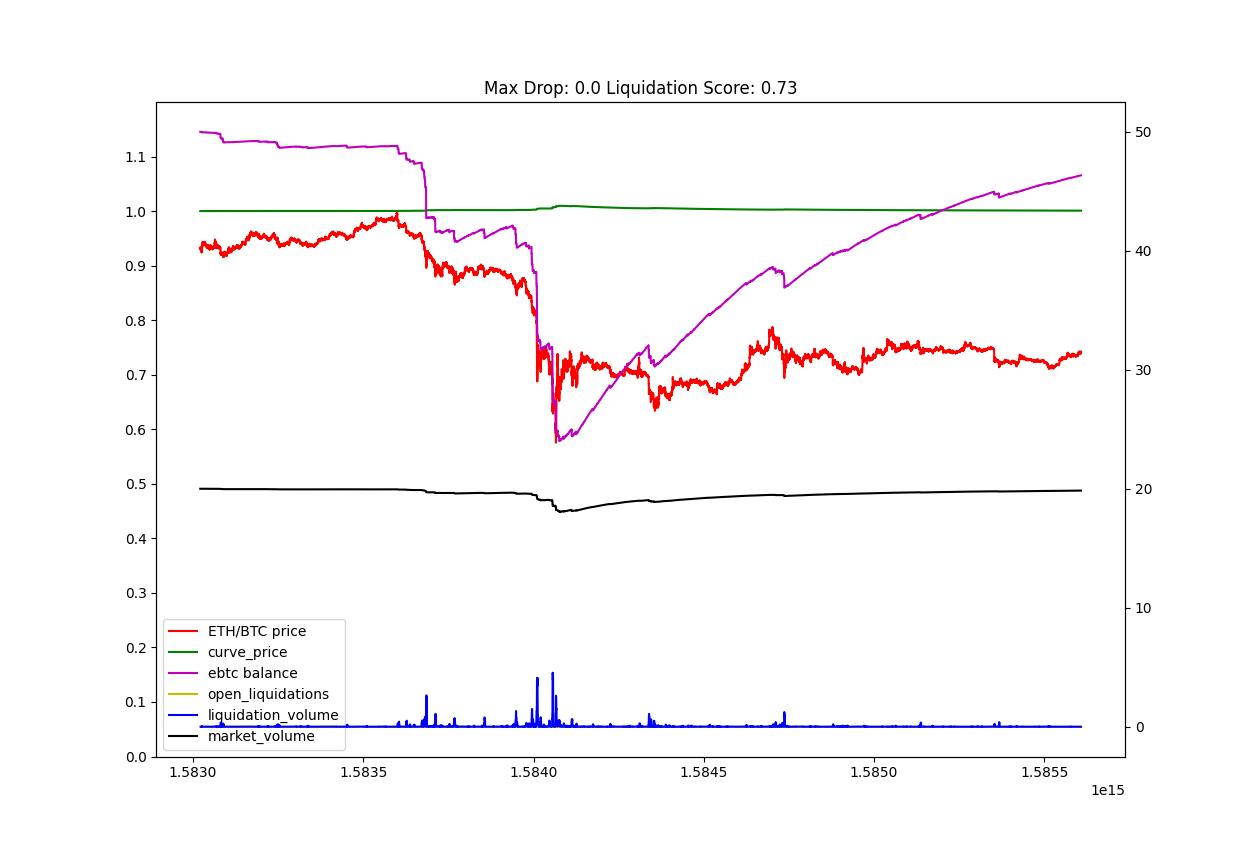 Max Drop: 0.0 Liquidation Score: 0.73
1.1
1.0
0.9
0.8
0.7
0.6
0.5
0.4
0.3
0.2
0.1
0.0
50
40
30
20
10
0
ETH/BTC price
curve_price
ebtc balance
open_liquidations
liquidation_volume
market_volume
1.5830 1.5835 1.5840 1.5845 1.5850 1.5855
1e15